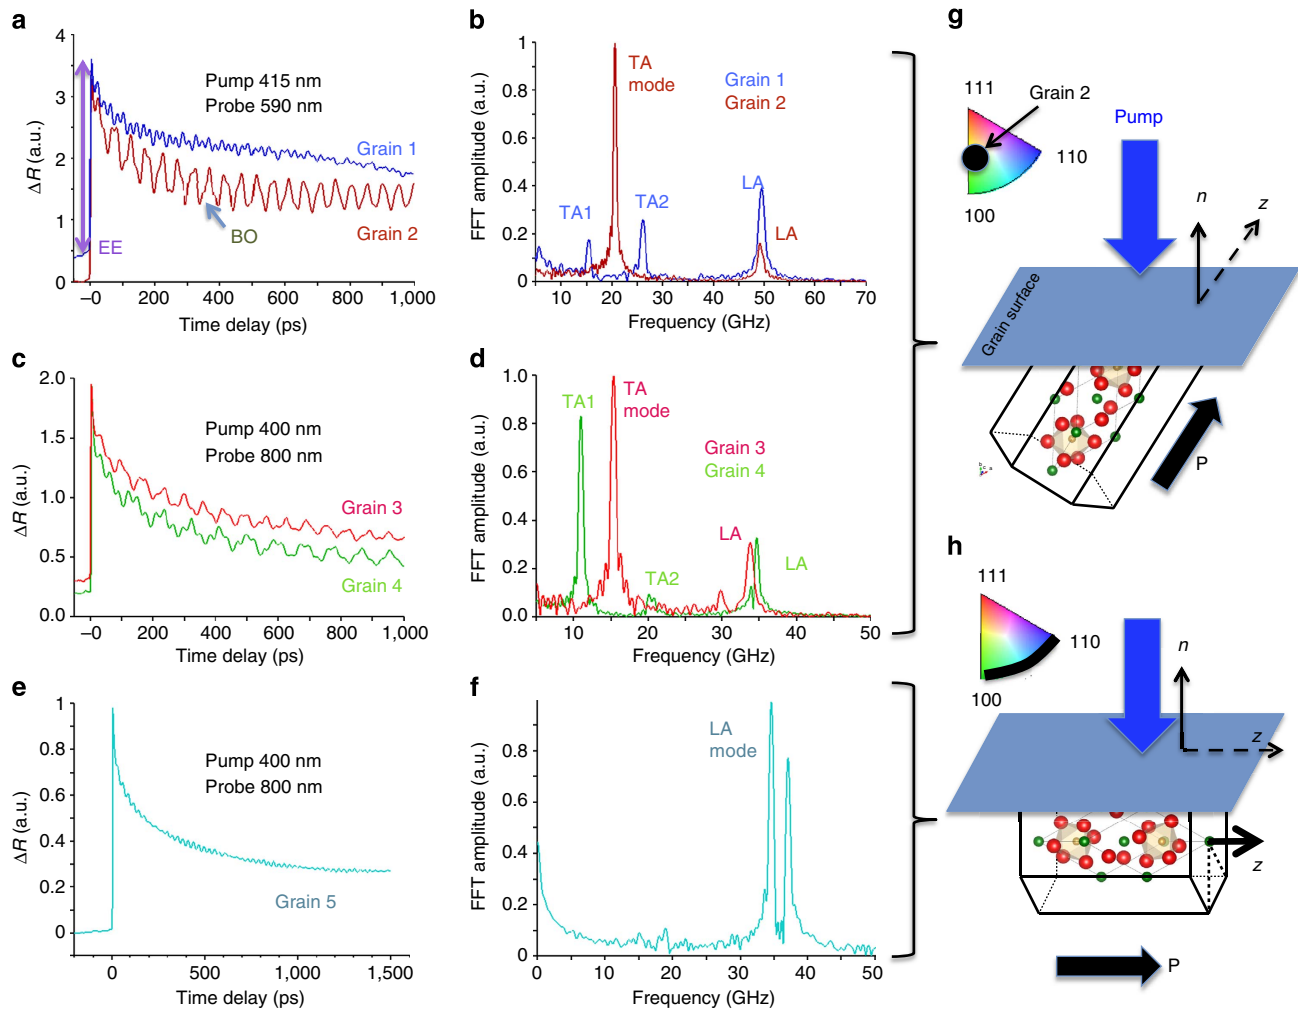 a
4
3
2
1
0
ΔR (a.u.)
Pump 415 nm
Probe 590 nm
Grain 1
Grain 2
BO
EE
−0 200 400 600 800 1,000
Time delay (ps)
b
1
0.8
0.6
0.4
0.2
0
FFT amplitude (a.u.)
TA
mode
Grain 1
Grain 2
TA1
TA2
LA
LA
10 20 30 40 50 60 70
Frequency (GHz)
c
2.0
1.5
1.0
0.5
0.0
ΔR (a.u.)
Pump 400 nm
Probe 800 nm
Grain 3
Grain 4
−0 200 400 600 800 1,000
Time delay (ps)
d
1.0
0.8
0.6
0.4
0.2
0.0
FFT amplitude (a.u.)
TA1
TA
mode
Grain 3
Grain 4
LA
LA
TA2
10 20 30 40 50
Frequency (GHz)
e
1
0.8
0.6
0.4
0.2
0
ΔR (a.u.)
Pump 400 nm
Probe 800 nm
Grain 5
0 500 1,000 1,500
Time delay (ps)
f
0.8
0.6
0.4
0.2
0
FFT amplitude (a.u.)
LA
mode
0 10 20 30 40 50
Frequency (GHz)
g
111
Grain 2
110
100
Pump
n
z
Grain surface
P
h
111
110
100
n
z
z
P